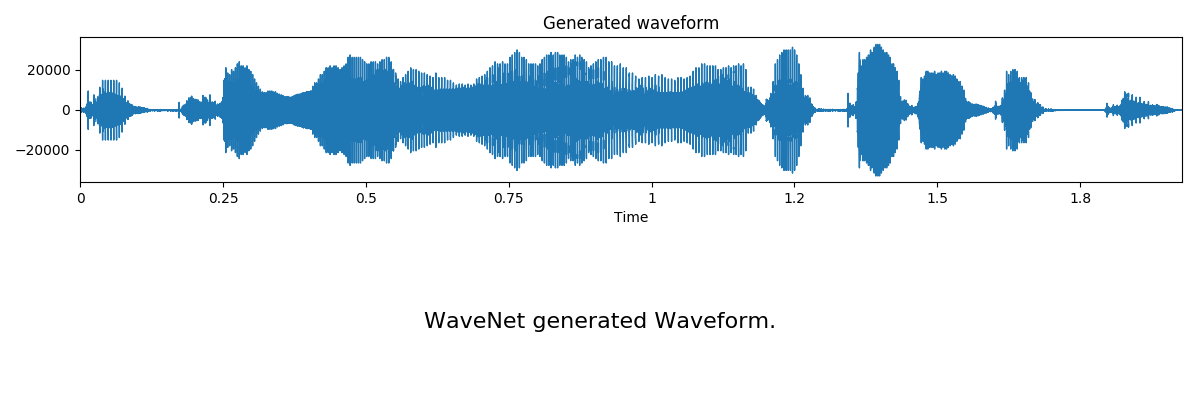 Generated waveform
20000
0
−20000
0 0.25 0.5 0.75 1 1.2 1.5 1.8
Time
WaveNet generated Waveform.